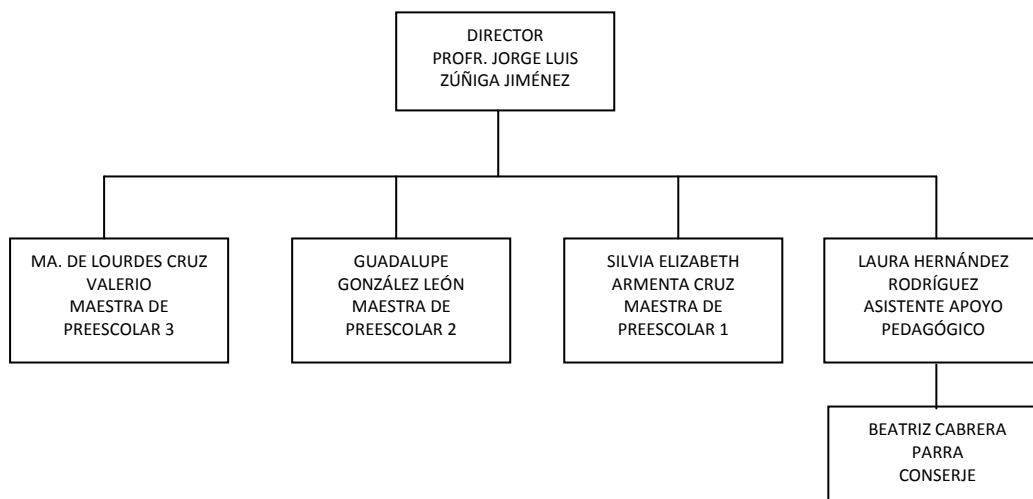 DIRECTOR
PROFR. JORGE LUIS
ZÚÑIGA JIMÉNEZ
MA. DE LOURDES CRUZ
VALERIO
MAESTRA DE
PREESCOLAR 3
GUADALUPE
GONZÁLEZ LEÓN
MAESTRA DE
PREESCOLAR 2
SILVIA ELIZABETH
ARMENTA CRUZ
MAESTRA DE
PREESCOLAR 1
LAURA HERNÁNDEZ
RODRÍGUEZ
ASISTENTE APOYO
PEDAGÓGICO
BEATRIZ CABRERA
PARRA
CONSERJE